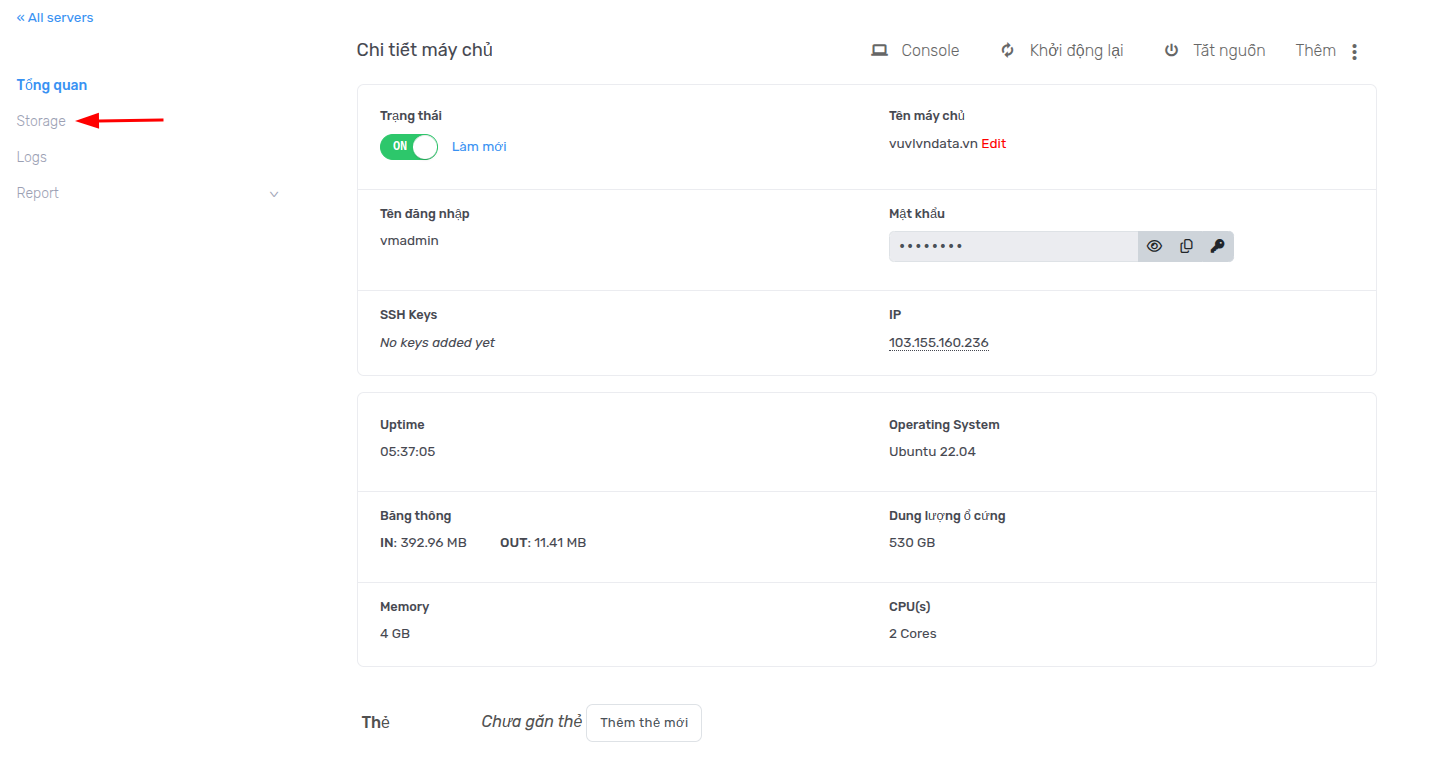 « All servers
Tổng quan
Storage
Logs
Report
Chi tiết máy chủ
Console
Khởi động lại
Tắt nguồn
Thêm
Trạng thái
Tên máy chủ
ON Làm mới
vuvlvndata.vn Edit
Tên đăng nhập
Mật khẩu
vmadmin
••••••••
SSH Keys
IP
No keys added yet
103.155.160.236
Uptime
Operating System
05:37:05
Ubuntu 22.04
Băng thông
Dung lượng ổ cứng
IN: 392.96 MB OUT: 11.41 MB
530 GB
Memory
CPU(s)
4 GB
2 Cores
Thẻ
Chưa gắn thẻ
Thêm thẻ mới